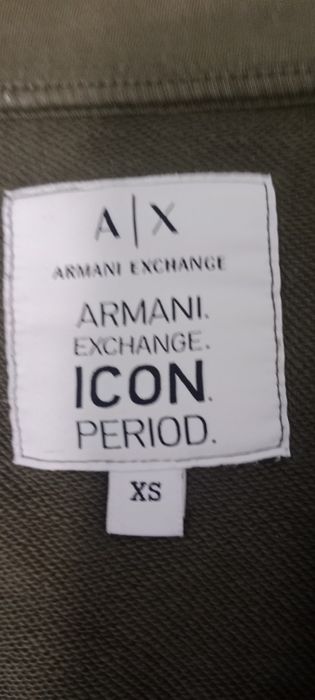 A|X
ARMANI EXCHANGE
ARMANI.
EXCHANGE.
ICON.
PERIOD.
XS